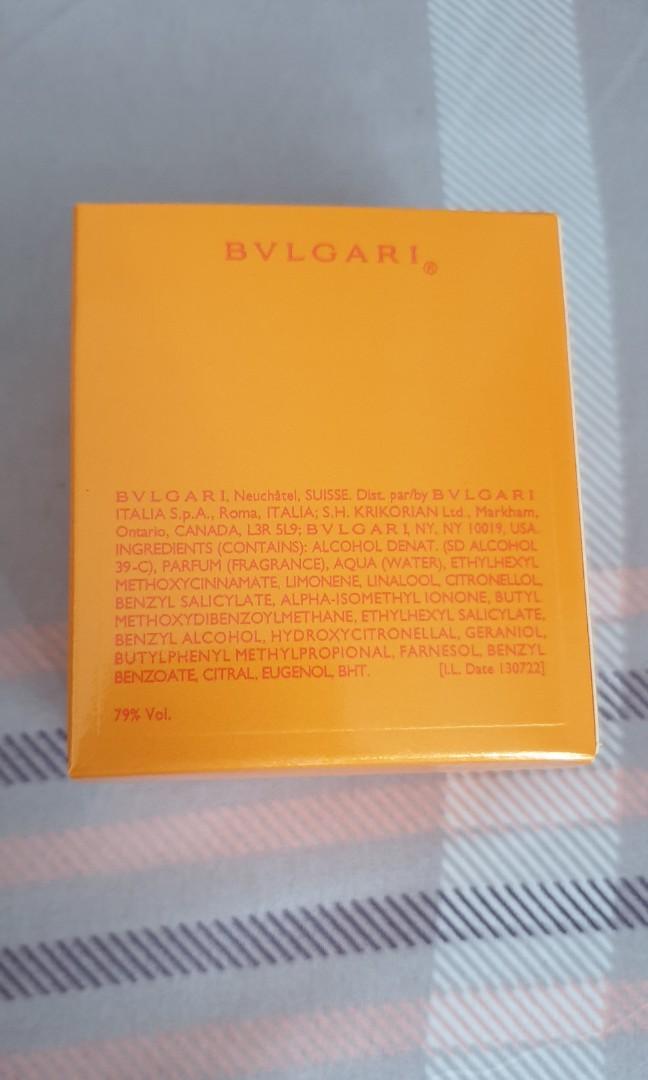 BVLGARI®
BVLGARI, Neuchâtel, SUISSE. Dist. par/by BVLGARI
ITALIA S.p.A., Roma, ITALIA; S.H. KRIKORIAN Ltd., Markham,
Ontario, CANADA, L3R 5L9; BVLGARI, NY, NY 10019, USA.
INGREDIENTS (CONTAINS): ALCOHOL DENAT. (SD ALCOHOL
39-C), PARFUM (FRAGRANCE), AQUA (WATER), ETHYLHEXYL
METHOXYCINNAMATE, LIMONENE, LINALOOL, CITRONELLOL,
BENZYL SALICYLATE, ALPHA-ISOMETHYL IONONE, BUTYL
METHOXYDIBENZOYLMETHANE, ETHYLHEXYL SALICYLATE,
BENZYL ALCOHOL, HYDROXYCITRONELLAL, GERANIOL,
BUTYLPHENYL METHYLPROPIONAL, FARNESOL, BENZYL
BENZOATE, CITRAL, EUGENOL, BHT. [I.L. Date 130722]
79% Vol.